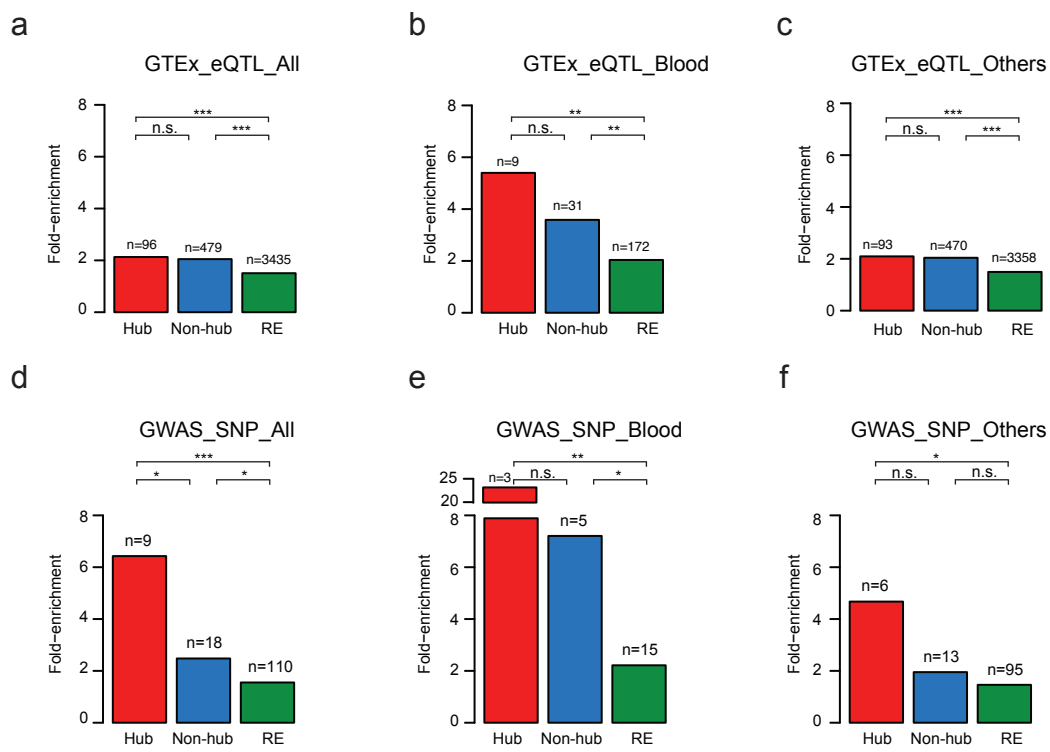 a
GTEx_eQTL_All
Fold−enrichment
8
6
4
2
0
***
n.s.
***
n=96
n=479
n=3435
Hub
Non-hub
RE
b
GTEx_eQTL_Blood
Fold−enrichment
8
6
4
2
0
**
n.s.
**
n=9
n=31
n=172
Hub
Non-hub
RE
c
GTEx_eQTL_Others
Fold−enrichment
8
6
4
2
0
***
n.s.
***
n=93
n=470
n=3358
Hub
Non-hub
RE
d
GWAS_SNP_All
Fold−enrichment
8
6
4
2
0
***
*
*
n=9
n=18
n=110
Hub
Non-hub
RE
e
GWAS_SNP_Blood
Fold−enrichment
25
20
8
6
4
2
0
**
n.s.
*
n=3
n=5
n=15
Hub
Non-hub
RE
f
GWAS_SNP_Others
Fold−enrichment
8
6
4
2
0
*
n.s.
n.s.
n=6
n=13
n=95
Hub
Non-hub
RE